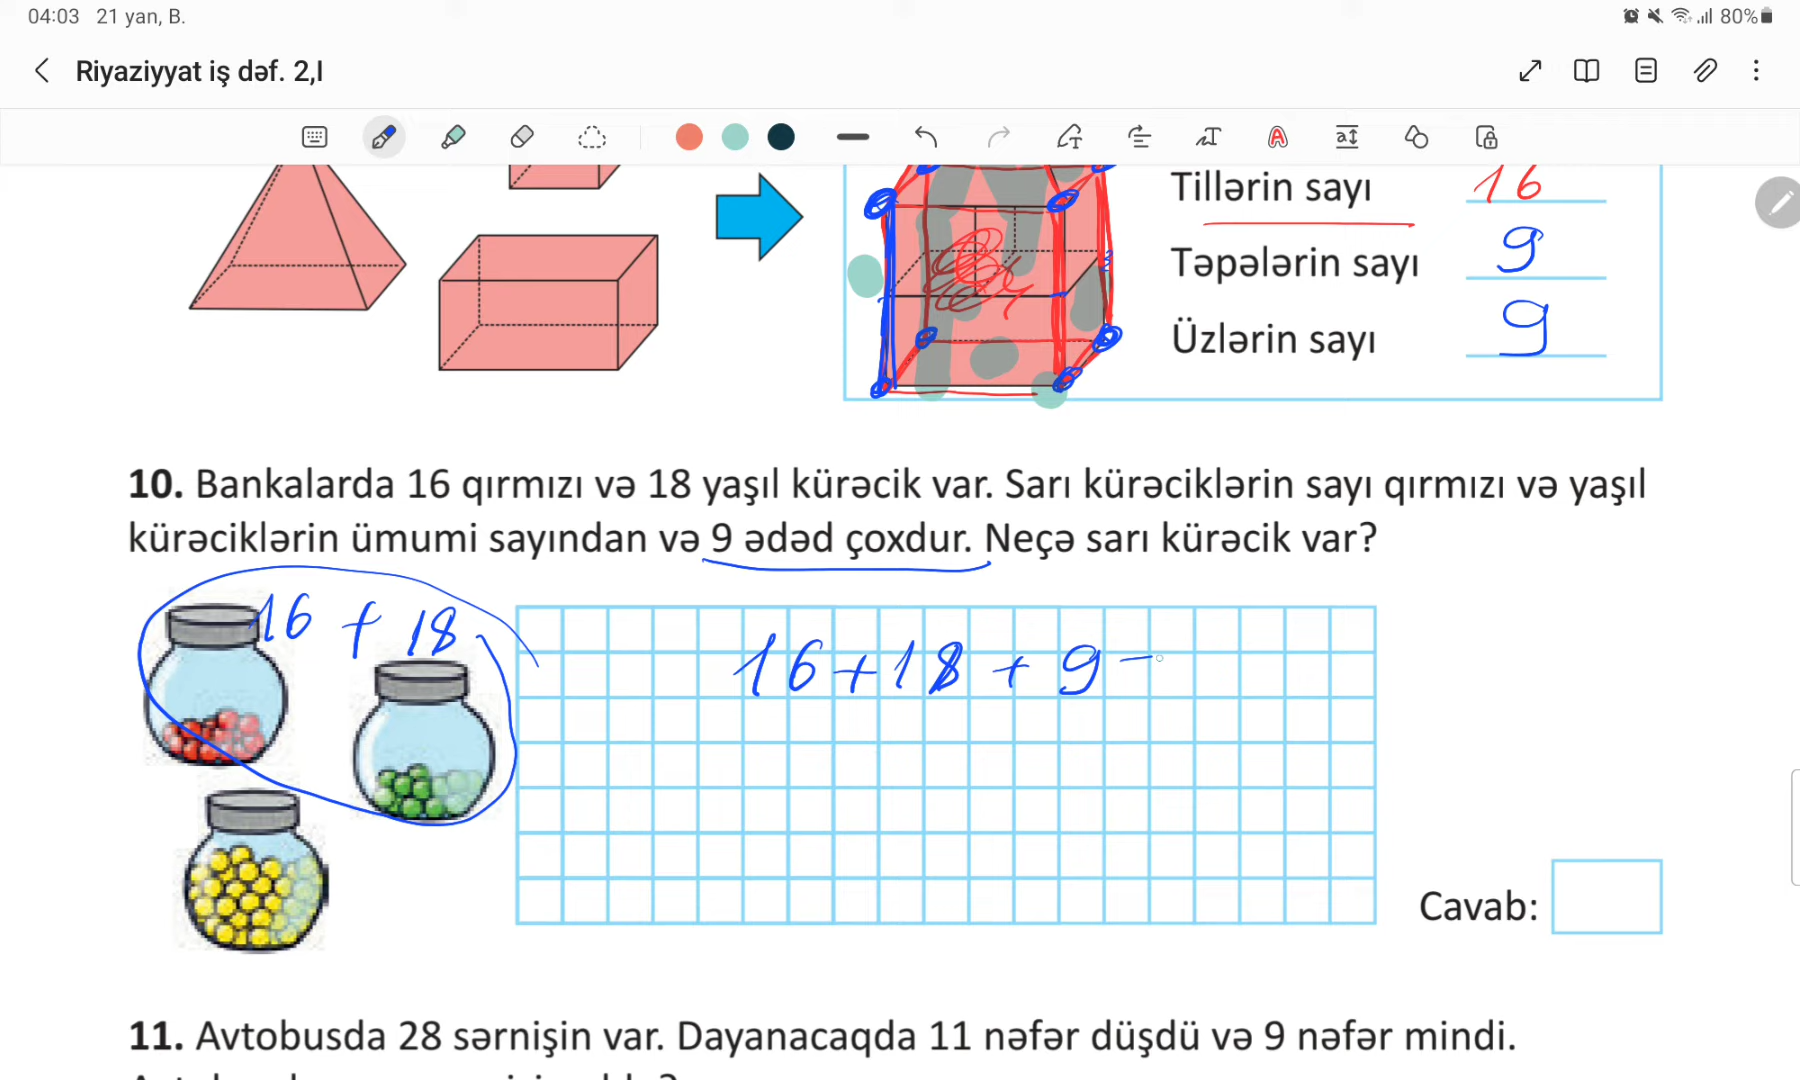 04:03 21 yan, B.
80%
Riyaziyyat iş dəf. 2,I
Tillərin sayı 16
Təpələrin sayı 9
Üzlərin sayı 9
10. Bankalarda 16 qırmızı və 18 yaşıl kürəcik var. Sarı kürəciklərin sayı qırmızı və yaşıl
kürəciklərin ümumi sayından və 9 ədəd çoxdur. Neçə sarı kürəcik var?
16 + 18
16 + 18 + 9 -
Cavab:
11. Avtobusda 28 sərnişin var. Dayanacaqda 11 nəfər düşdü və 9 nəfər mindi.